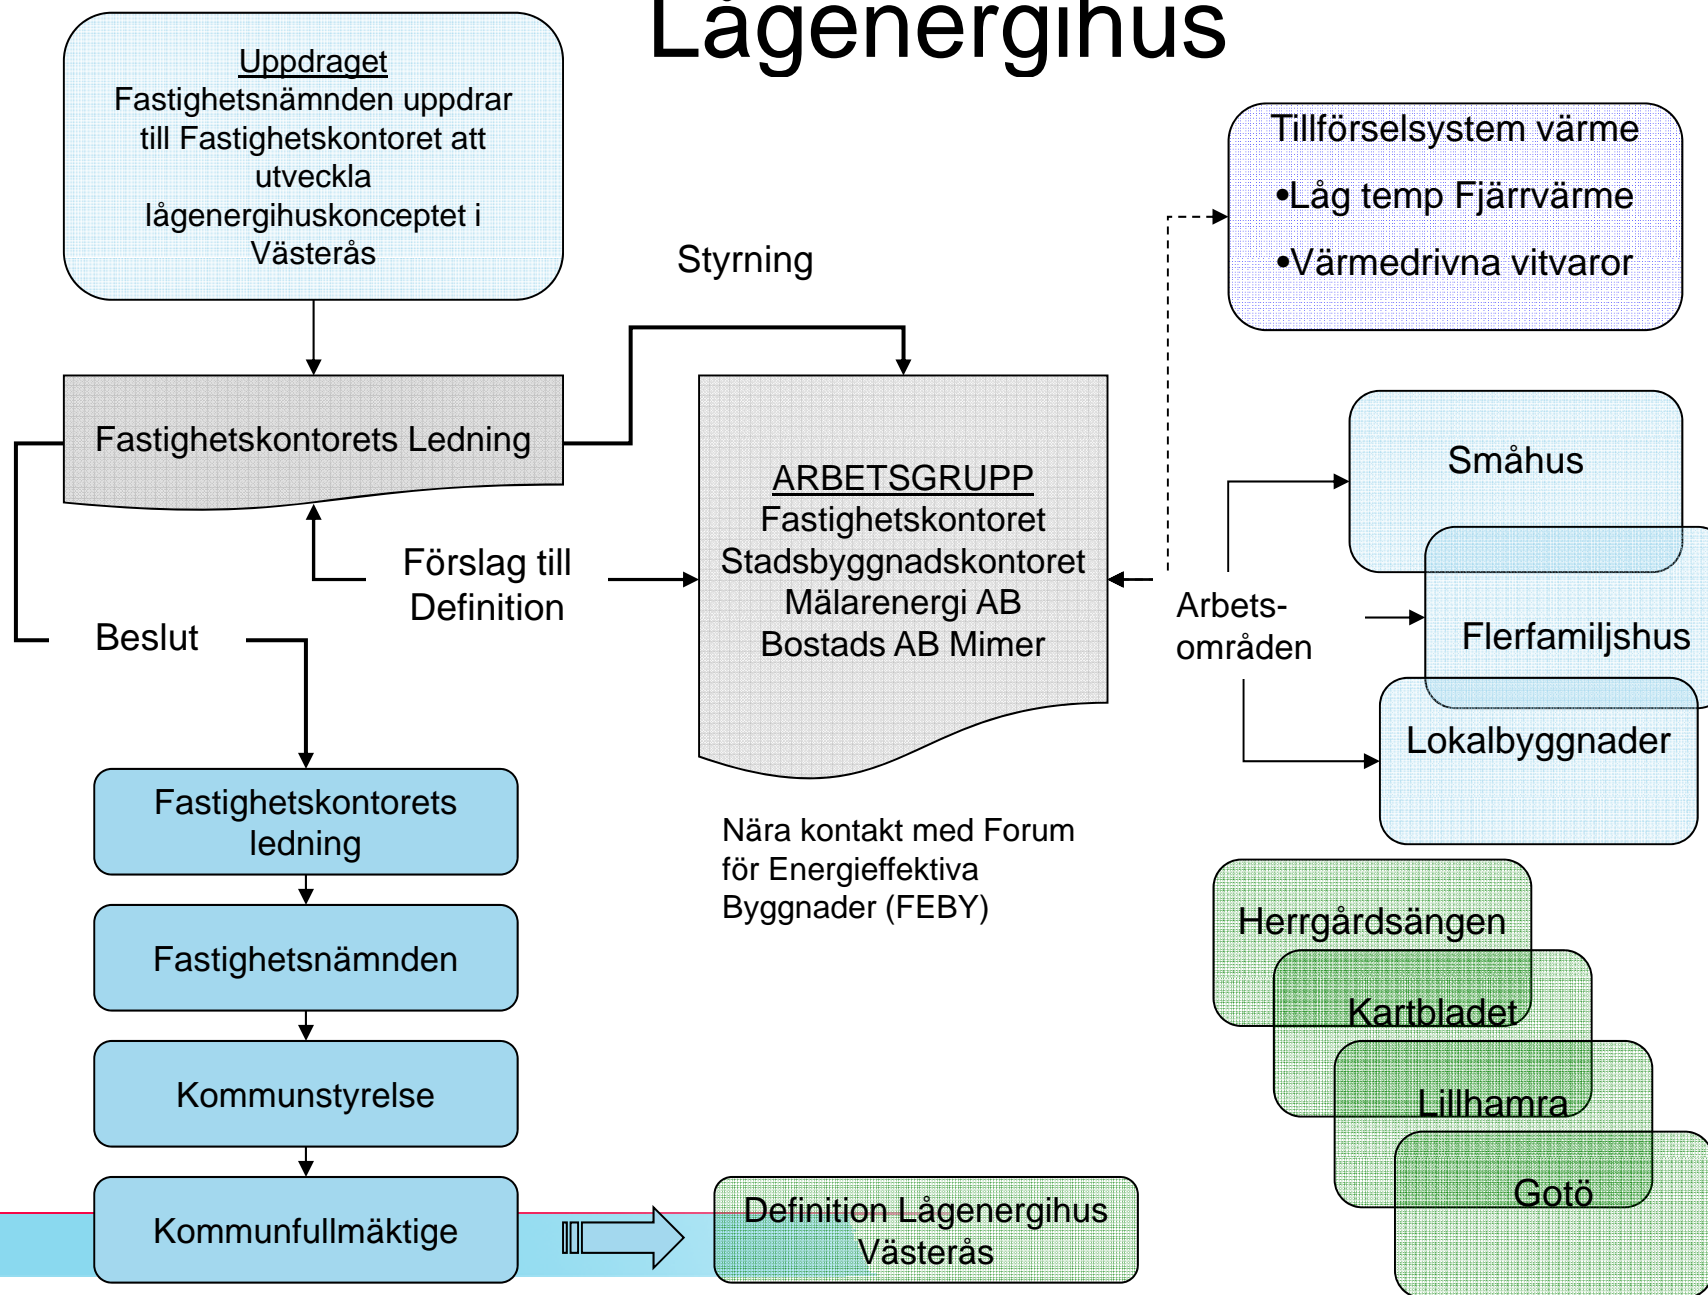 Lågenergihus
Uppdraget
Fastighetsnämnden uppdrar
till Fastighetskontoret att
utveckla
lågenergihuskonceptet i
Västerås
Tillförselsystem värme
•Låg temp Fjärrvärme
•Värmedrivna vitvaror
Styrning
Fastighetskontorets Ledning
ARBETSGRUPP
Fastighetskontoret
Stadsbyggnadskontoret
Mälarenergi AB
Bostads AB Mimer
Förslag till
Definition
Beslut
Arbets-
områden
Småhus
Flerfamiljshus
Lokalbyggnader
Fastighetskontorets
ledning
Fastighetsnämnden
Kommunstyrelse
Kommunfullmäktige
Nära kontakt med Forum
för Energieffektiva
Byggnader (FEBY)
Herrgårdsängen
Kartbladet
Lillhamra
Gotö
Definition Lågenergihus
Västerås